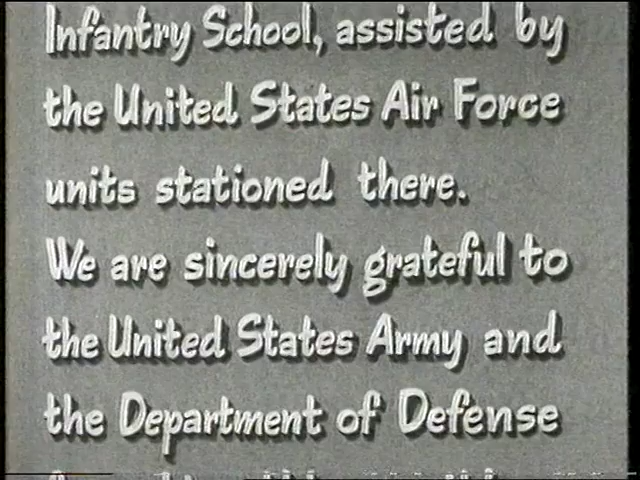 Infantry School, assisted by
the United States Air Force
units stationed there.
We are sincerely grateful to
the United States Army and
the Department of Defense